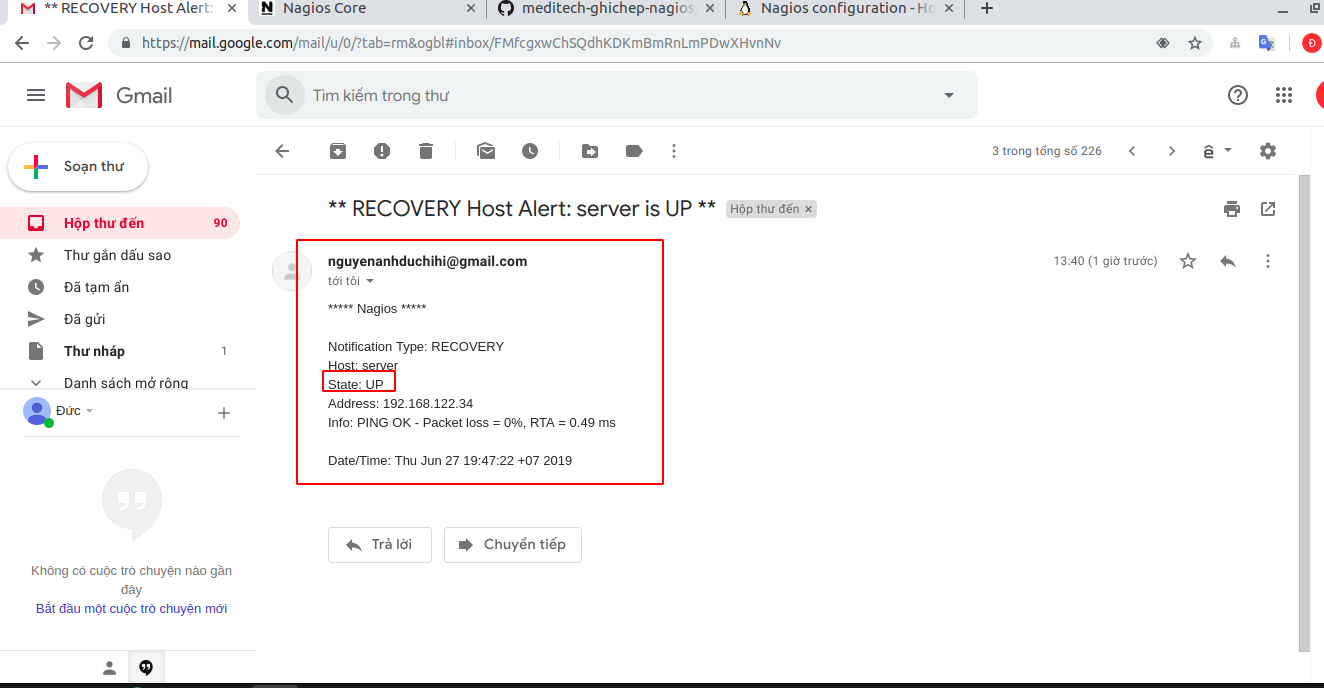 ** RECOVERY Host Alert:
Nagios Core
meditech-ghichep-nagios
Nagios configuration - Ho
https://mail.google.com/mail/u/0/?tab=rm&ogbl#inbox/FMfcgxwChSQdhKDKmBmRnLmPDwXHvnNv
Đ
Gmail
Tìm kiếm trong thư
Soạn thư
3 trong tổng số 226
ê
** RECOVERY Host Alert: server is UP **
Hộp thư đến ×
Hộp thư đến 90
Thư gắn dấu sao
Đã tạm ẩn
Đã gửi
Thư nháp 1
Danh sách mở rộng
Đức
Không có cuộc trò chuyện nào gần
đây
Bắt đầu một cuộc trò chuyện mới
nguyenanhduchihi@gmail.com
13:40 (1 giờ trước)
tới tôi
***** Nagios *****
Notification Type: RECOVERY
Host: server
State: UP
Address: 192.168.122.34
Info: PING OK - Packet loss = 0%, RTA = 0.49 ms
Date/Time: Thu Jun 27 19:47:22 +07 2019
Trả lời
Chuyển tiếp